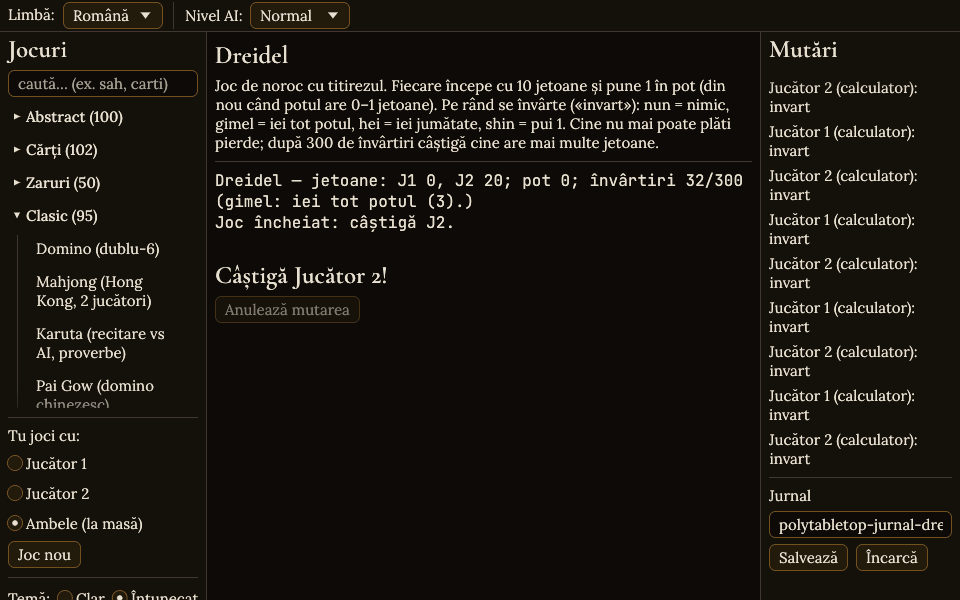 Limbă: Română ▼ Nivel AI: Normal ▼
Jocuri
caută... (ex. sah, carti)
▸ Abstract (100)
▸ Cărți (102)
▸ Zaruri (50)
▾ Clasic (95)
Domino (dublu-6)
Mahjong (Hong
Kong, 2 jucători)
Karuta (recitare vs
AI, proverbe)
Pai Gow (domino
chinezesc)
Tu joci cu:
Jucător 1
Jucător 2
Ambele (la masă)
Joc nou
Temă: Clar Întunecat
Dreidel
Joc de noroc cu titirezul. Fiecare începe cu 10 jetoane și pune 1 în pot (din
nou când potul are 0–1 jetoane). Pe rând se învârte («invart»): nun = nimic,
gimel = iei tot potul, hei = iei jumătate, shin = pui 1. Cine nu mai poate plăti
pierde; după 300 de învârtiri câștigă cine are mai multe jetoane.
Dreidel — jetoane: J1 0, J2 20; pot 0; învârtiri 32/300
(gimel: iei tot potul (3).)
Joc încheiat: câștigă J2.
Câștigă Jucător 2!
Anulează mutarea
Mutări
Jucător 2 (calculator):
invart
Jucător 1 (calculator):
invart
Jucător 2 (calculator):
invart
Jucător 1 (calculator):
invart
Jucător 2 (calculator):
invart
Jucător 1 (calculator):
invart
Jucător 2 (calculator):
invart
Jucător 1 (calculator):
invart
Jucător 2 (calculator):
invart
Jurnal
polytabletop-jurnal-dre
Salvează Încarcă